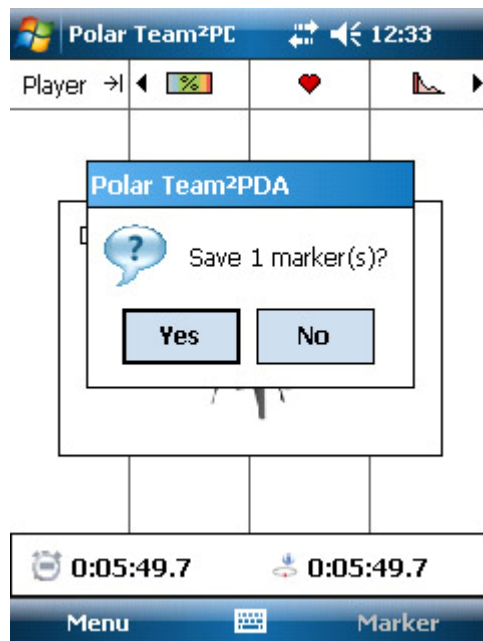 Polar Team²PD 12:33
Player
%
Polar Team²PDA
?
Save 1 marker(s)?
Yes No
0:05:49.7 0:05:49.7
Menu Marker